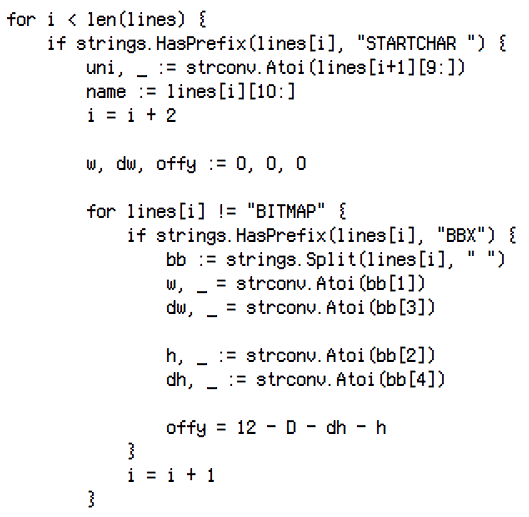 for i < len(lines) {
    if strings.HasPrefix(lines[i], "STARTCHAR ") {
        uni, _ := strconv.Atoi(lines[i+1][9:])
        name := lines[i][10:]
        i = i + 2

        w, dw, offy := 0, 0, 0

        for lines[i] != "BITMAP" {
            if strings.HasPrefix(lines[i], "BBX") {
                bb := strings.Split(lines[i], " ")
                w, _ = strconv.Atoi(bb[1])
                dw, _ = strconv.Atoi(bb[3])

                h, _ := strconv.Atoi(bb[2])
                dh, _ := strconv.Atoi(bb[4])

                offy = 12 - D - dh - h
            }
            i = i + 1
        }